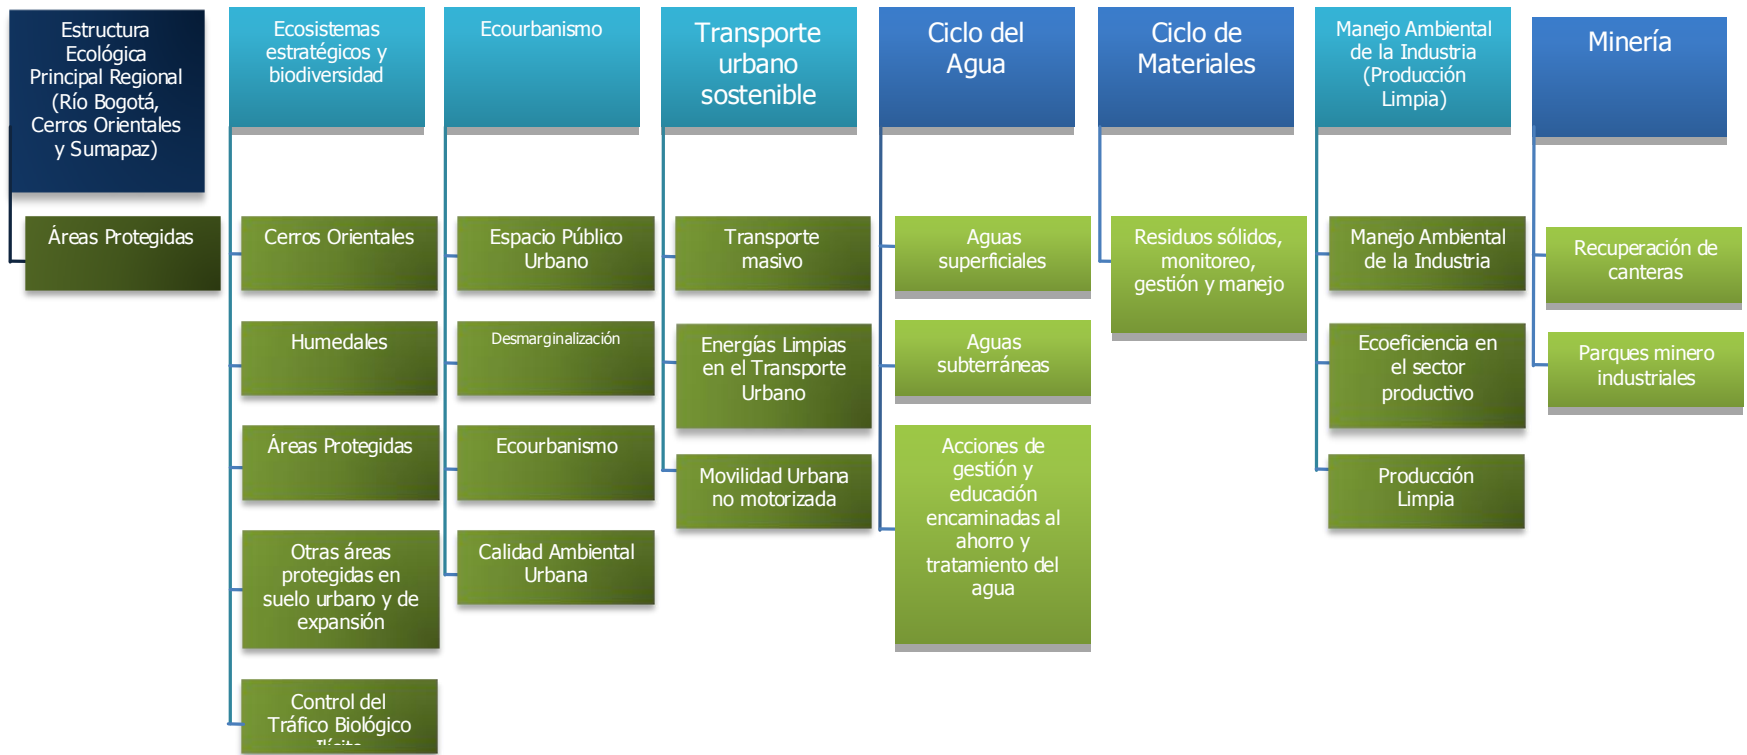 Estructura
Ecológica
Principal Regional
(Río Bogotá,
Cerros Orientales
y Sumapaz)
Áreas Protegidas
Ecosistemas
estratégicos y
biodiversidad
Cerros Orientales
Humedales
Áreas Protegidas
Otras áreas
protegidas en
suelo urbano y de
expansión
Control del
Tráfico Biológico
Ilícito
Ecourbanismo
Espacio Público
Urbano
Desmarginalización
Ecourbanismo
Calidad Ambiental
Urbana
Transporte
urbano
sostenible
Transporte
masivo
Energías Limpias
en el Transporte
Urbano
Movilidad Urbana
no motorizada
Ciclo del
Agua
Aguas
superficiales
Aguas
subterráneas
Acciones de
gestión y
educación
encaminadas al
ahorro y
tratamiento del
agua
Ciclo de
Materiales
Residuos sólidos,
monitoreo,
gestión y manejo
Manejo Ambiental
de la Industria
(Producción
Limpia)
Manejo Ambiental
de la Industria
Ecoeficiencia en
el sector
productivo
Producción
Limpia
Minería
Recuperación de
canteras
Parques minero
industriales